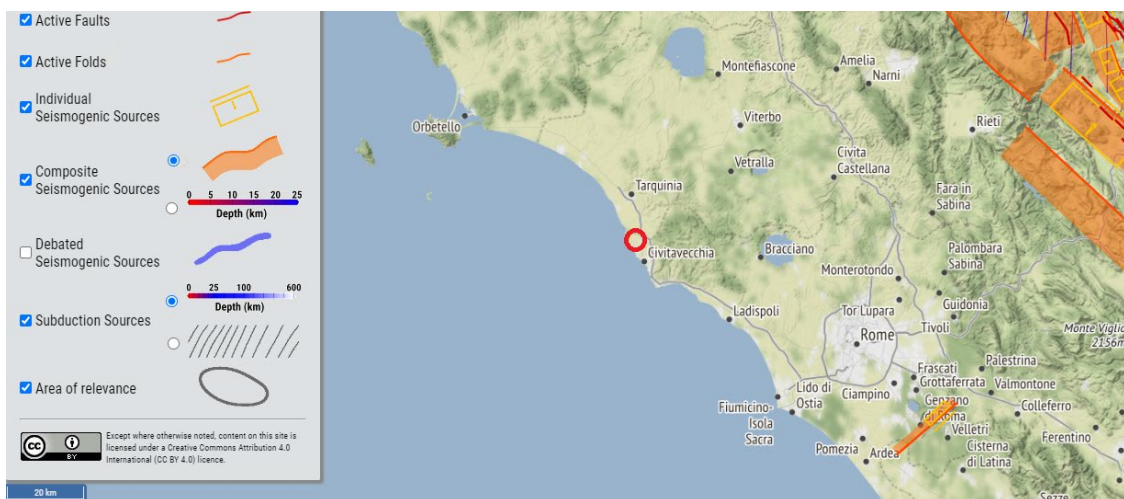 Active Faults
Active Folds
Individual
Seismogenic Sources
Composite
Seismogenic Sources
0 5 10 15 20 25
Depth (km)
Debated
Seismogenic Sources
0 25 100 600
Depth (km)
Subduction Sources
Area of relevance
cc
BY
Except where otherwise noted, content on this site is
licensed under a Creative Commons Attribution 4.0
International (CC BY 4.0) licence.
20 km
Orbetello
Montefiascone
Amelia
Narni
Viterbo
Rieti
Vetralla
Civita
Castellana
Tarquinia
Fara in
Sabina
Civitavecchia
Bracciano
Palombara
Sabina
Monterotondo
Guidonia
Ladispoli
Tor Lupara
Tivoli
Rome
Monte Viglio
2156m
Palestrina
Frascati
Lido di
Ostia
Ciampino
Grottaferrata
Valmontone
Fiumicino-
Isola
Sacra
Genzano
di Roma
Colleferro
Velletri
Pomezia
Ardea
Cisterna
di Latina
Ferentino
Sezze